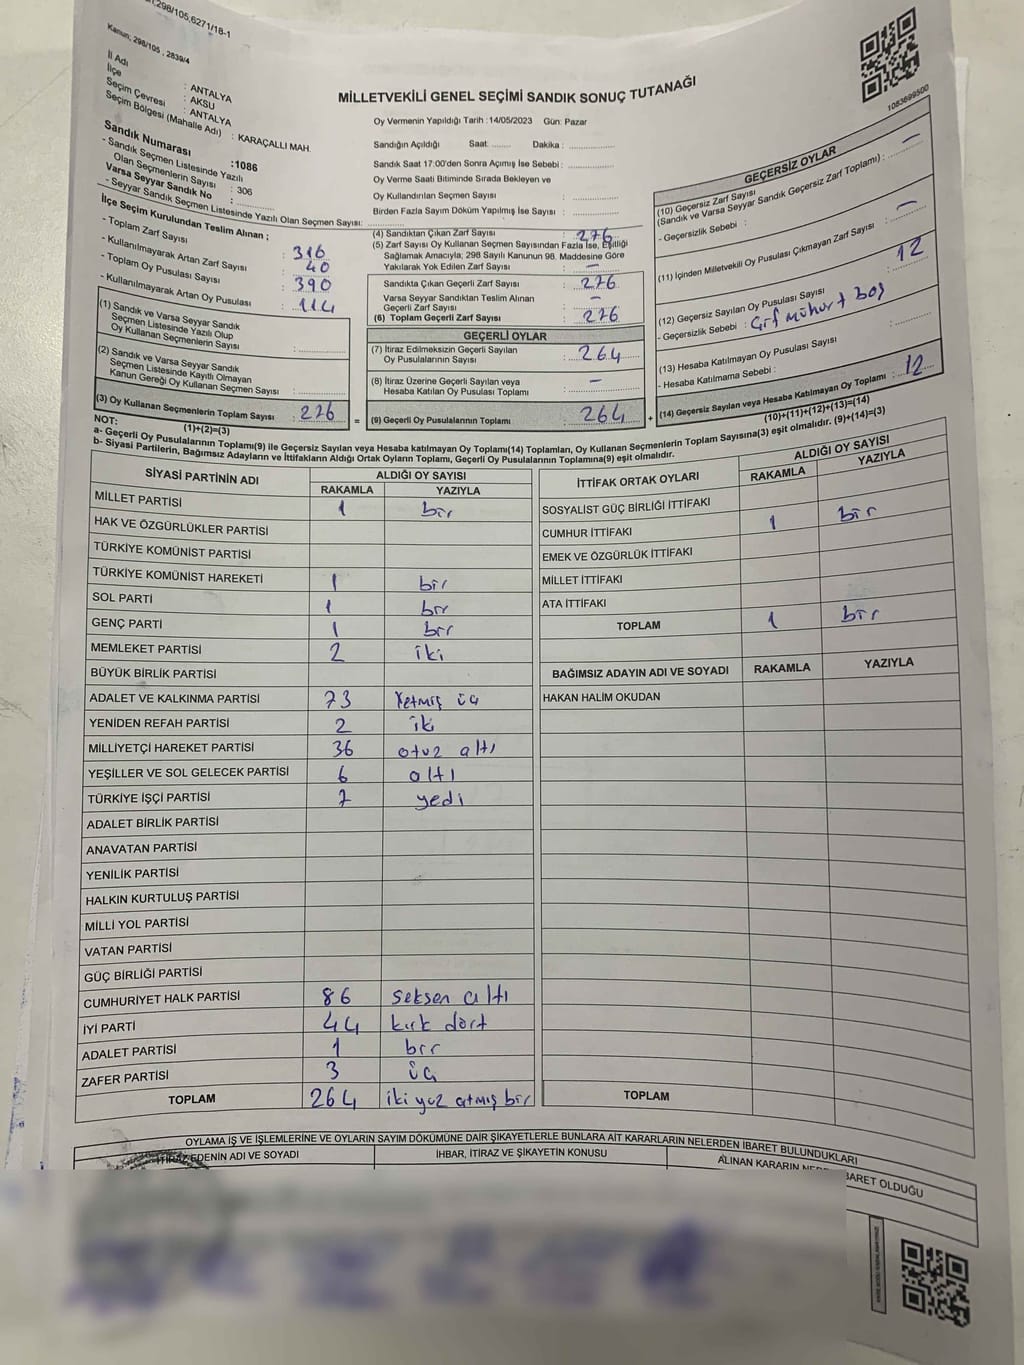 298/105,6271/18-1
Kanun, 298/105 , 2839/4
MİLLETVEKİLİ GENEL SEÇİMİ SANDIK SONUÇ TUTANAĞI
1083699500
İl Adı : ANTALYA
İlçe : AKSU
Seçim Çevresi : ANTALYA
Seçim Bölgesi (Mahalle Adı) : KARAÇALLI MAH.
Sandık Numarası :1086
- Sandık Seçmen Listesinde Yazılı Olan Seçmenlerin Sayısı : 306
Varsa Seyyar Sandık No : ............
- Seyyar Sandık Seçmen Listesinde Yazılı Olan Seçmen Sayısı: ............
İlçe Seçim Kurulundan Teslim Alınan ;
- Toplam Zarf Sayısı : 316
- Kullanılmayarak Artan Zarf Sayısı : 40
- Toplam Oy Pusulası Sayısı : 390
- Kullanılmayarak Artan Oy Pusulası : 114
(1) Sandık ve Varsa Seyyar Sandık
Seçmen Listesinde Yazılı Olup
Oy Kullanan Seçmenlerin Sayısı : ............
(2) Sandık ve Varsa Seyyar Sandık
Seçmen Listesinde Kayıtlı Olmayan
Kanun Gereği Oy Kullanan Seçmen Sayısı : ............
(3) Oy Kullanan Seçmenlerin Toplam Sayısı : 276
(1)+(2)=(3)
Oy Vermenin Yapıldığı Tarih :14/05/2023 Gün: Pazar
Sandığın Açıldığı Saat: ........ Dakika : ............
Sandık Saat 17:00'den Sonra Açımış İse Sebebi : ............
Oy Verme Saati Bitiminde Sırada Bekleyen ve
Oy Kullandırılan Seçmen Sayısı : ............
Birden Fazla Sayım Döküm Yapılmış İse Sayısı : ............
(4) Sandıktan Çıkan Zarf Sayısı : 276
(5) Zarf Sayısı Oy Kullanan Seçmen Sayısından Fazla İse, Eşitliği
Sağlamak Amacıyla; 298 Sayılı Kanunun 98. Maddesine Göre
Yakılarak Yok Edilen Zarf Sayısı : —
Sandıkta Çıkan Geçerli Zarf Sayısı : 276
Varsa Seyyar Sandıktan Teslim Alınan
Geçerli Zarf Sayısı : —
(6) Toplam Geçerli Zarf Sayısı : 276
GEÇERLİ OYLAR
(7) İtiraz Edilmeksizin Geçerli Sayılan
Oy Pusulalarının Sayısı : 264
(8) İtiraz Üzerine Geçerli Sayılan veya
Hesaba Katılan Oy Pusulası Toplamı : —
= (9) Geçerli Oy Pusulalarının Toplamı : 264 +
GEÇERSİZ OYLAR
(10) Geçersiz Zarf Sayısı
(Sandık ve Varsa Seyyar Sandık Geçersiz Zarf Toplamı) : —
- Geçersizlik Sebebi : ............
(11) İçinden Milletvekili Oy Pusulası Çıkmayan Zarf Sayısı : —
(12) Geçersiz Sayılan Oy Pusulası Sayısı : 12
- Geçersizlik Sebebi : Çift mühürt boş
(13) Hesaba Katılmayan Oy Pusulası Sayısı : ............
- Hesaba Katılmama Sebebi : ............
(14) Geçersiz Sayılan veya Hesaba Katılmayan Oy Toplamı : 12
(10)+(11)+(12)+(13)=(14)
NOT:
a- Geçerli Oy Pusulalarının Toplamı(9) ile Geçersiz Sayılan veya Hesaba katılmayan Oy Toplamı(14) Toplamları, Oy Kullanan Seçmenlerin Toplam Sayısına(3) eşit olmalıdır. (9)+(14)=(3)
b- Siyasi Partilerin, Bağımsız Adayların ve İttifakların Aldığı Ortak Oyların Toplamı, Geçerli Oy Pusulalarının Toplamına(9) eşit olmalıdır.
SİYASİ PARTİNİN ADI ALDIĞI OY SAYISI
RAKAMLA YAZIYLA
MİLLET PARTİSİ 1 bir
HAK VE ÖZGÜRLÜKLER PARTİSİ
TÜRKİYE KOMÜNİST PARTİSİ
TÜRKİYE KOMÜNİST HAREKETİ 1 bir
SOL PARTİ 1 bir
GENÇ PARTİ 1 bir
MEMLEKET PARTİSİ 2 iki
BÜYÜK BİRLİK PARTİSİ
ADALET VE KALKINMA PARTİSİ 73 Yetmiş üç
YENİDEN REFAH PARTİSİ 2 iki
MİLLİYETÇİ HAREKET PARTİSİ 36 otuz altı
YEŞİLLER VE SOL GELECEK PARTİSİ 6 altı
TÜRKİYE İŞÇİ PARTİSİ 7 yedi
ADALET BİRLİK PARTİSİ
ANAVATAN PARTİSİ
YENİLİK PARTİSİ
HALKIN KURTULUŞ PARTİSİ
MİLLİ YOL PARTİSİ
VATAN PARTİSİ
GÜÇ BİRLİĞİ PARTİSİ
CUMHURİYET HALK PARTİSİ 86 seksen altı
İYİ PARTİ 44 kırk dört
ADALET PARTİSİ 1 bir
ZAFER PARTİSİ 3 üç
TOPLAM 264 iki yüz atmış bir
İTTİFAK ORTAK OYLARI ALDIĞI OY SAYISI
RAKAMLA YAZIYLA
SOSYALİST GÜÇ BİRLİĞİ İTTİFAKI
CUMHUR İTTİFAKI 1 bir
EMEK VE ÖZGÜRLÜK İTTİFAKI
MİLLET İTTİFAKI
ATA İTTİFAKI
TOPLAM 1 bir
BAĞIMSIZ ADAYIN ADI VE SOYADI RAKAMLA YAZIYLA
HAKAN HALİM OKUDAN
TOPLAM
OYLAMA İŞ VE İŞLEMLERİNE VE OYLARIN SAYIM DÖKÜMÜNE DAİR ŞİKAYETLERLE BUNLARA AİT KARARLARIN NELERDEN İBARET BULUNDUKLARI
İTİRAZ EDENİN ADI VE SOYADI İHBAR, İTİRAZ VE ŞİKAYETİN KONUSU ALINAN KARARIN İBARET OLDUĞU